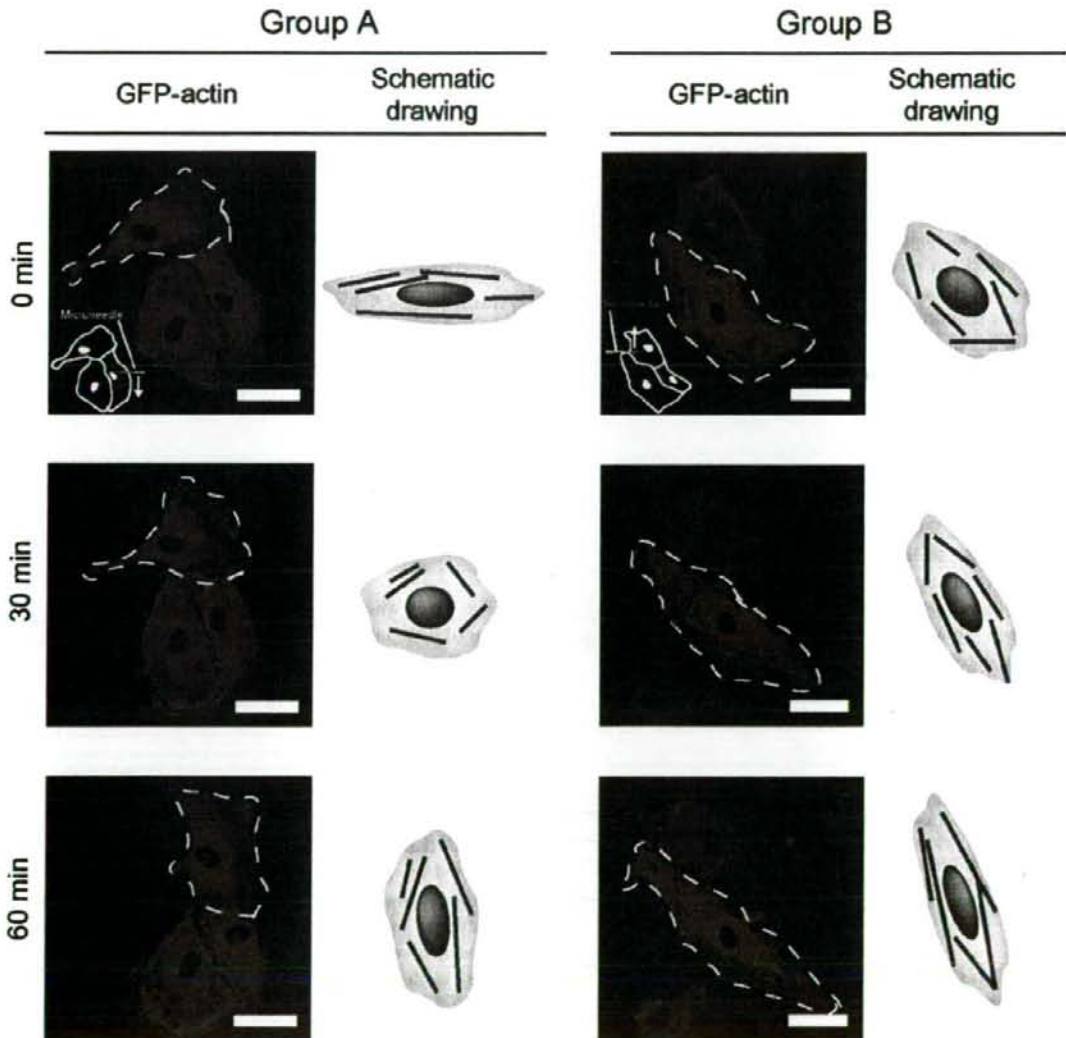 Group A
Group B
GFP-actin
Schematic drawing
GFP-actin
Schematic drawing
0 min
Microneedle
30 min
60 min